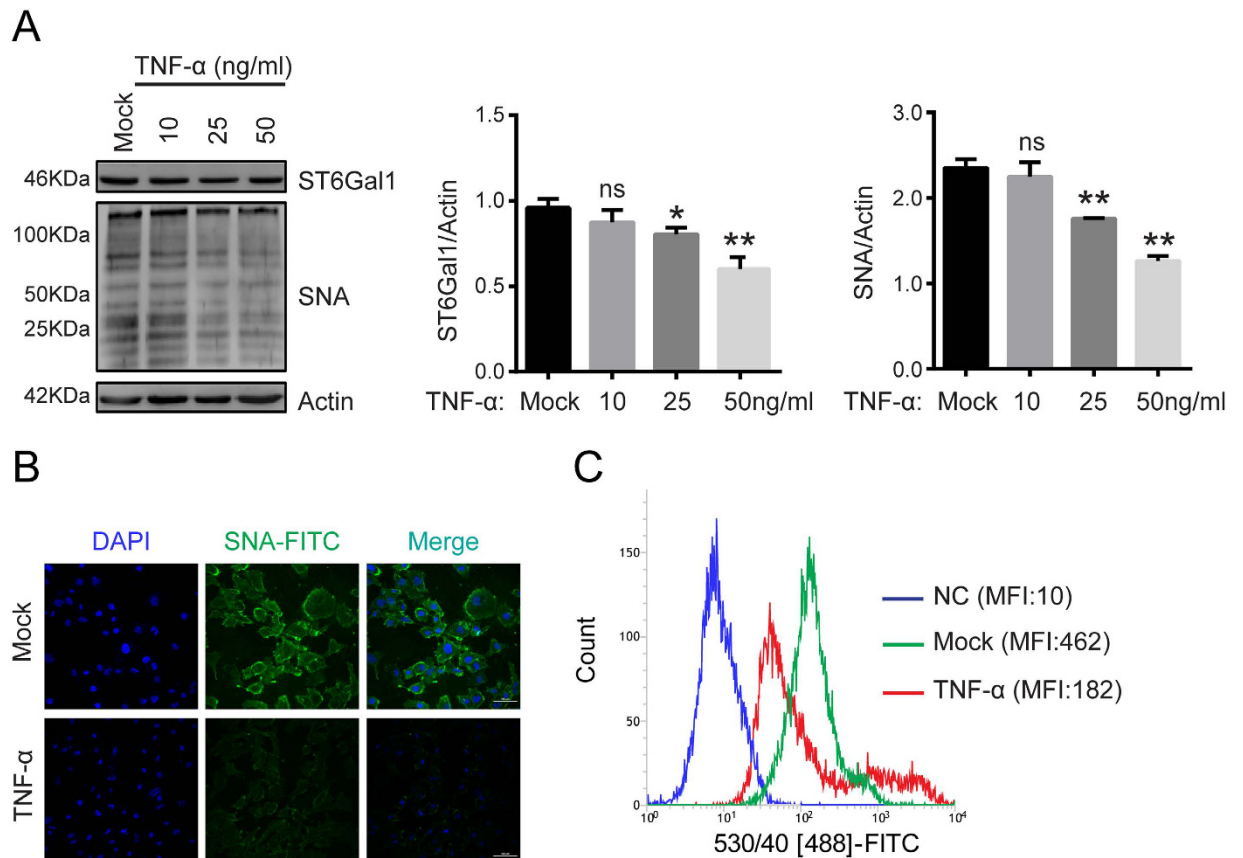 A
TNF-α (ng/ml)
Mock 10 25 50
46KDa ST6Gal1
100KDa
50KDa SNA
25KDa
42KDa Actin
ST6Gal1/Actin
1.5
1.0
0.5
0.0
ns * **
TNF-α: Mock 10 25 50ng/ml
SNA/Actin
3.0
2.0
1.0
0.0
ns ** **
TNF-α: Mock 10 25 50ng/ml
B
DAPI SNA-FITC Merge
Mock
TNF-α
C
Count
150
100
50
0
10⁰ 10¹ 10² 10³ 10⁴
530/40 [488]-FITC
NC (MFI:10)
Mock (MFI:462)
TNF-α (MFI:182)